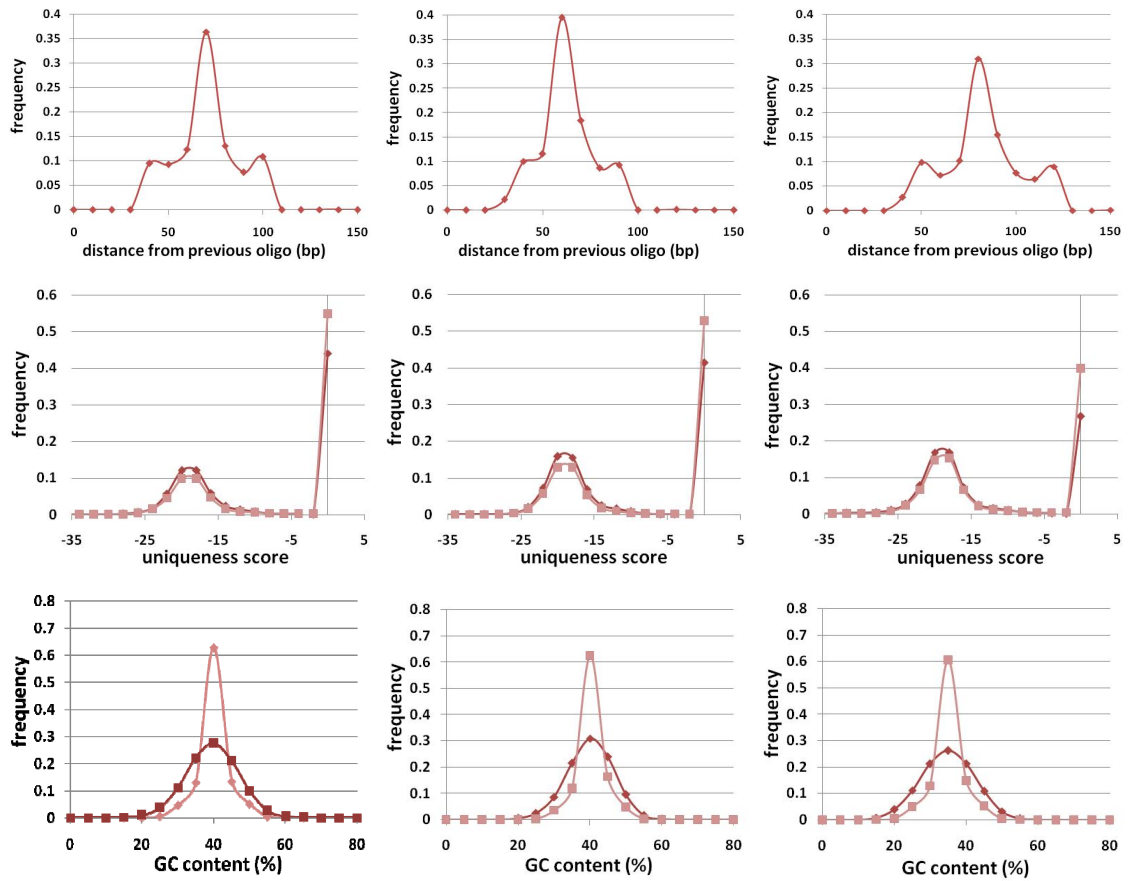 0.4 0.35 0.3 0.25 0.2 0.15 0.1 0.05 0
frequency
0 50 100 150
distance from previous oligo (bp)
0.4 0.35 0.3 0.25 0.2 0.15 0.1 0.05 0
frequency
0 50 100 150
distance from previous oligo (bp)
0.4 0.35 0.3 0.25 0.2 0.15 0.1 0.05 0
frequency
0 50 100 150
distance from previous oligo (bp)
0.6 0.5 0.4 0.3 0.2 0.1 0
frequency
-35 -25 -15 -5 5
uniqueness score
0.6 0.5 0.4 0.3 0.2 0.1 0
frequency
-35 -25 -15 -5 5
uniqueness score
0.6 0.5 0.4 0.3 0.2 0.1 0
frequency
-35 -25 -15 -5 5
uniqueness score
0.8 0.7 0.6 0.5 0.4 0.3 0.2 0.1 0
frequency
0 20 40 60 80
GC content (%)
0.8 0.7 0.6 0.5 0.4 0.3 0.2 0.1 0
frequency
0 20 40 60 80
GC content (%)
0.8 0.7 0.6 0.5 0.4 0.3 0.2 0.1 0
frequency
0 20 40 60 80
GC content (%)